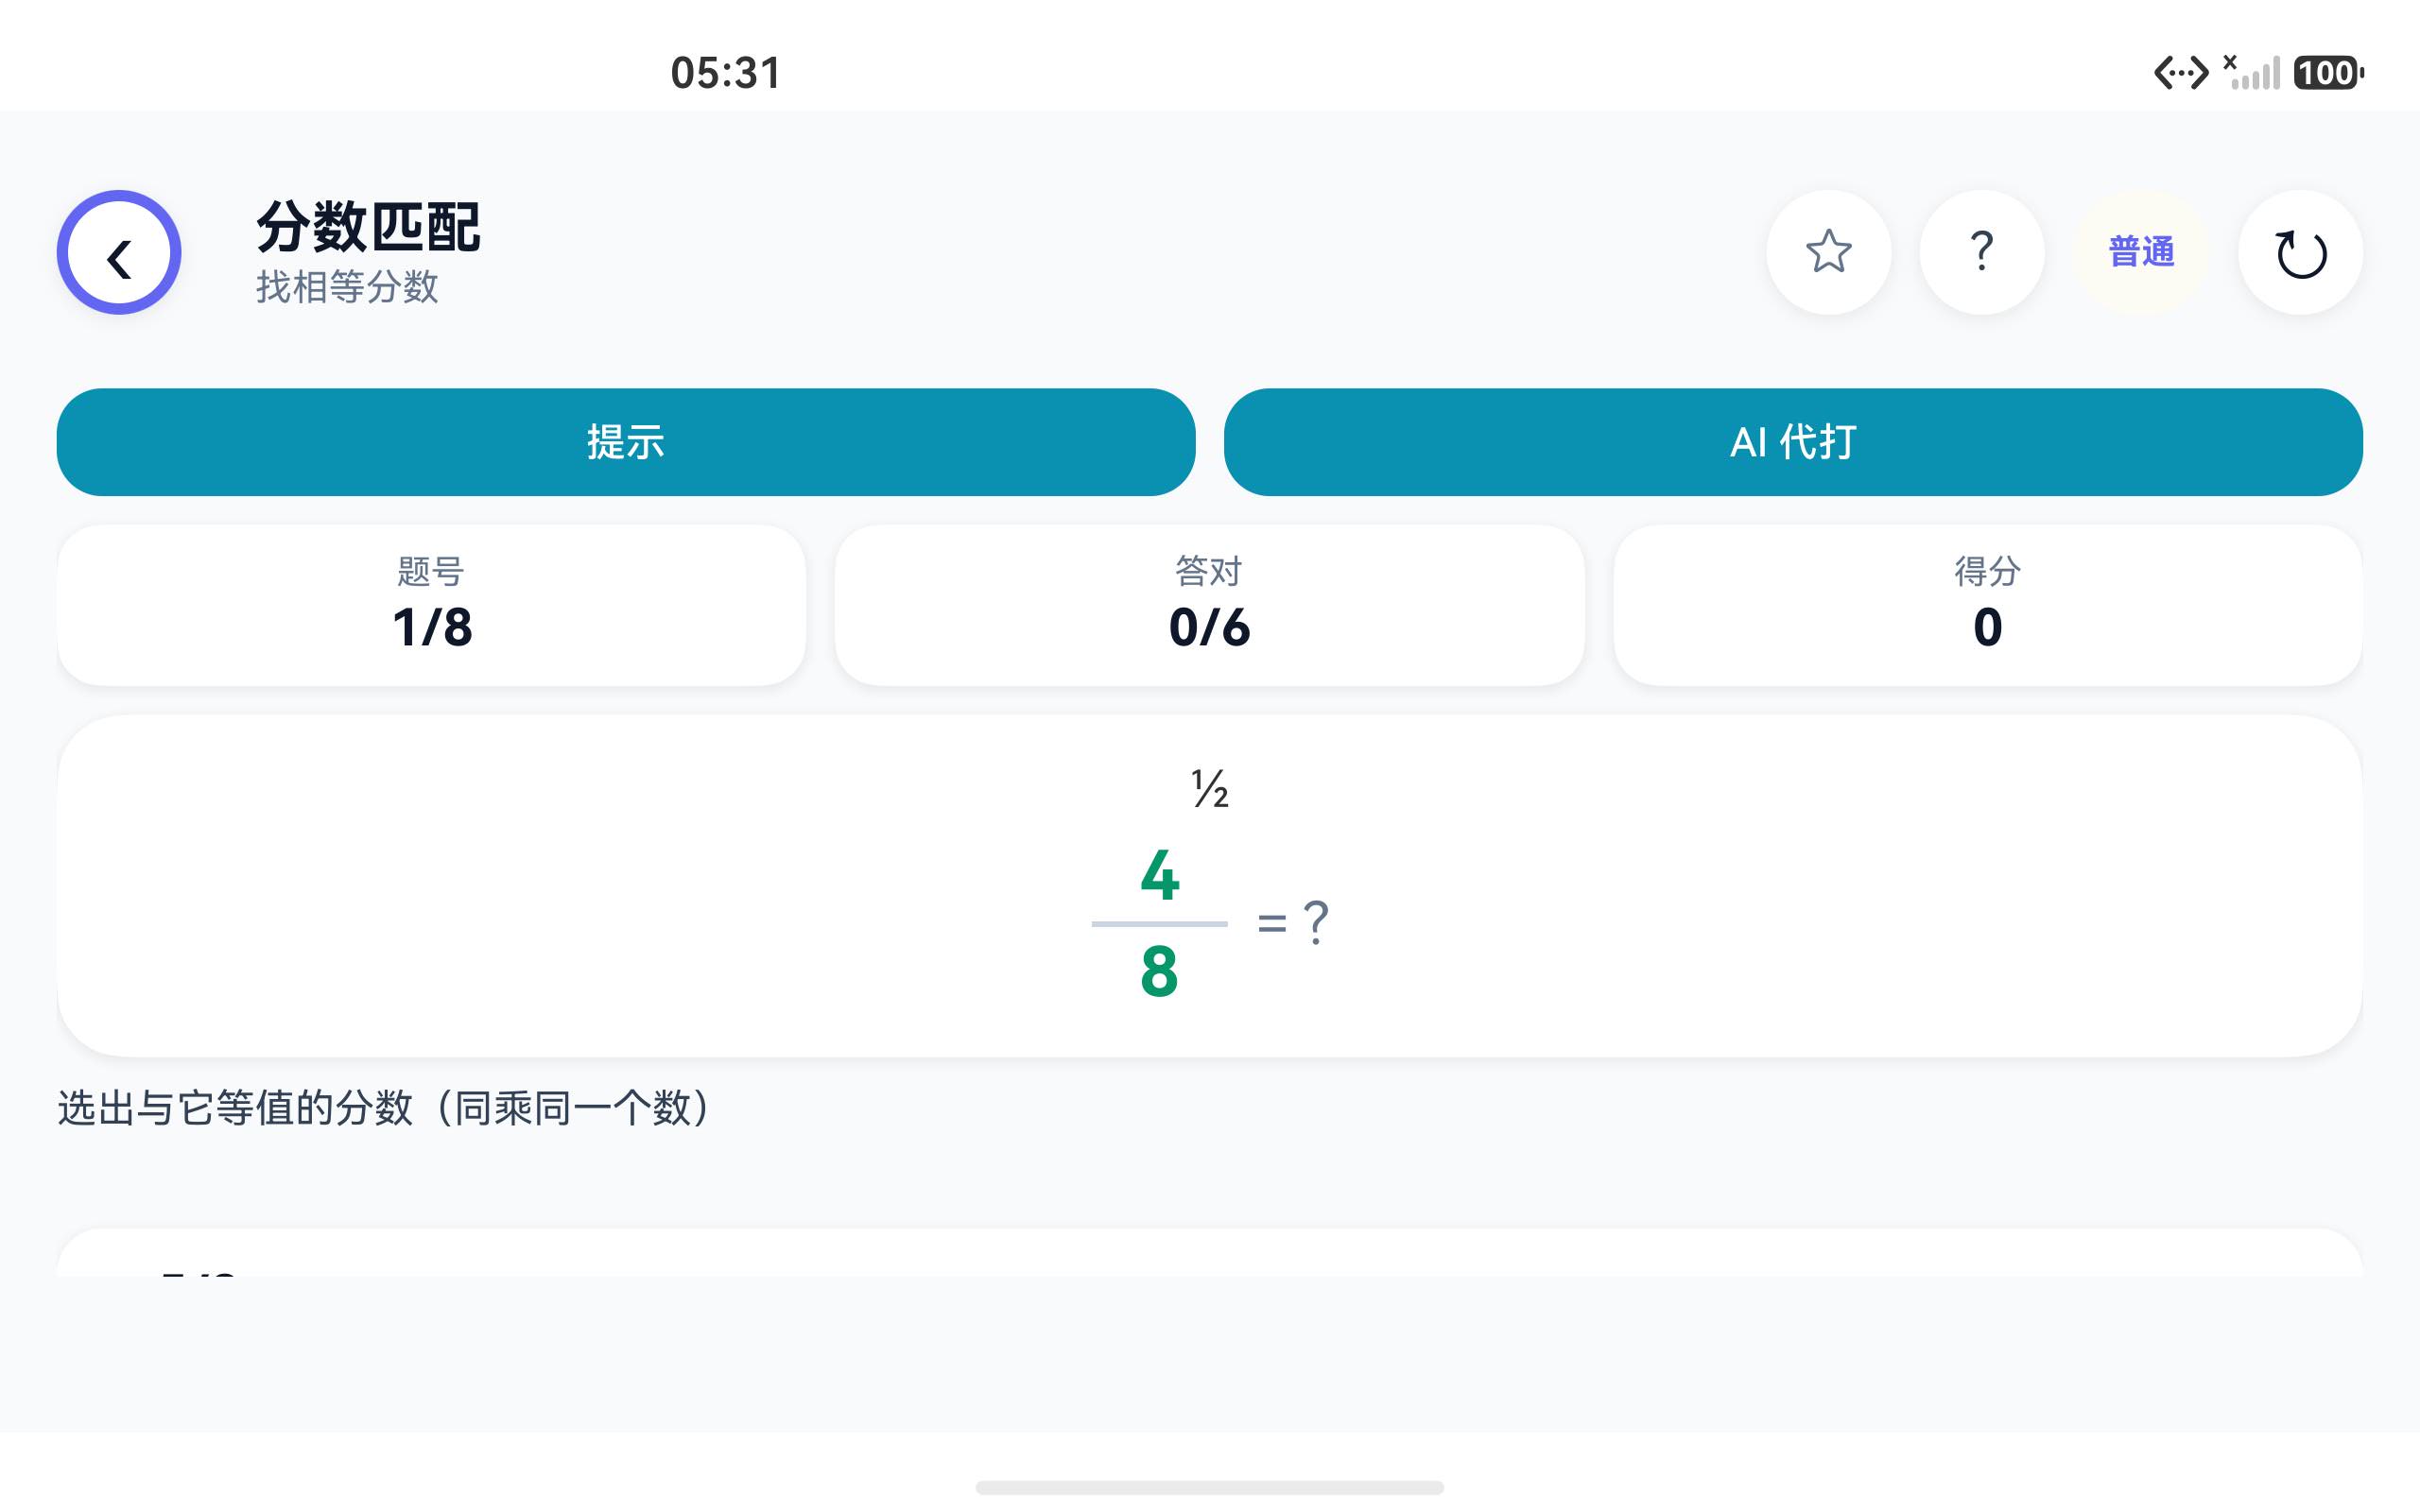 05:31
100
分数匹配
找相等分数
?
普通
提示
AI 代打
题号
1/8
答对
0/6
得分
0
½
4
8
= ?
选出与它等值的分数（同乘同一个数）